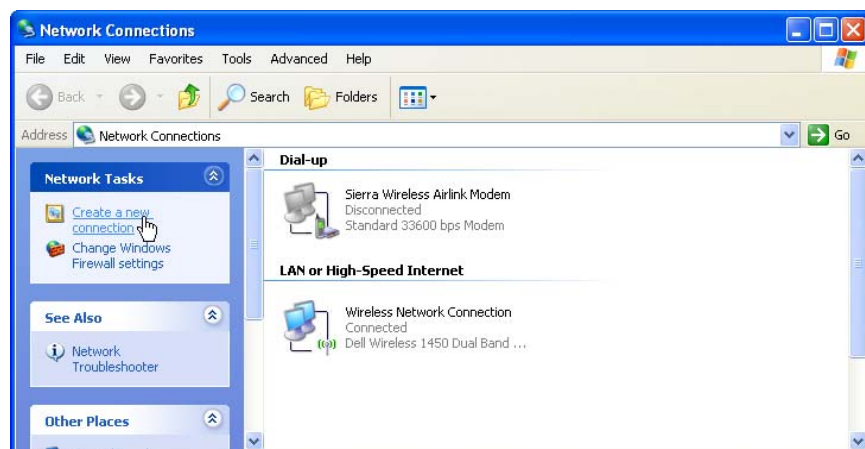 Network Connections
File Edit View Favorites Tools Advanced Help
Back Search Folders
Address Network Connections Go
Network Tasks
Create a new
connection
Change Windows
Firewall settings
See Also
Network
Troubleshooter
Other Places
Dial-up
Sierra Wireless Airlink Modem
Disconnected
Standard 33600 bps Modem
LAN or High-Speed Internet
Wireless Network Connection
Connected
Dell Wireless 1450 Dual Band ...